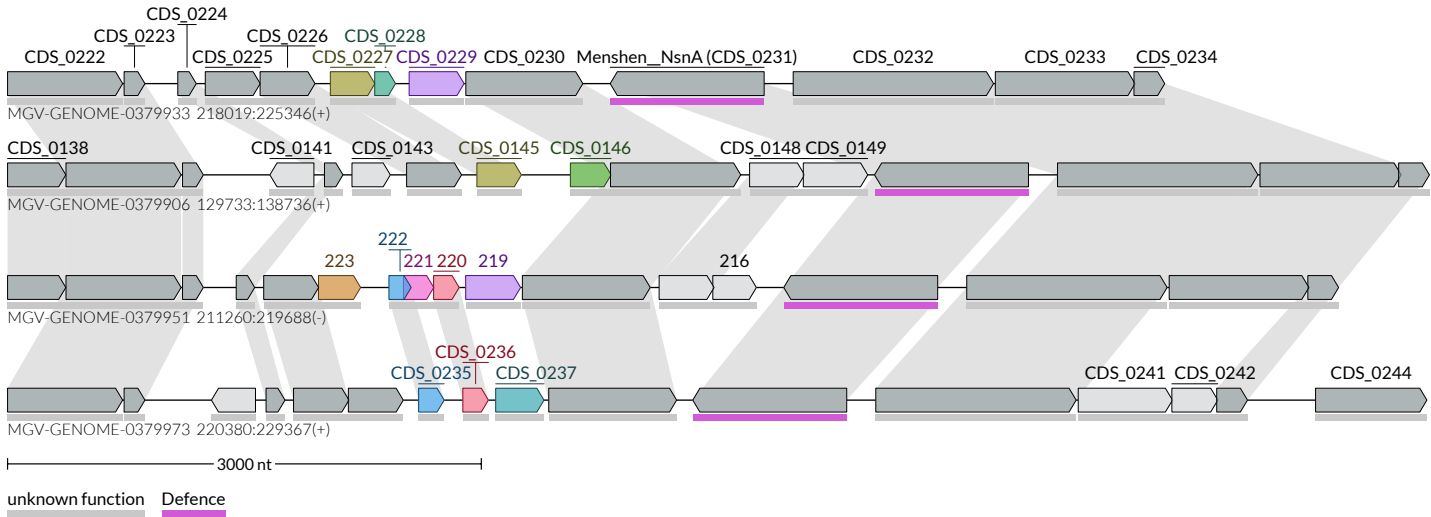 CDS_0224
CDS_0223 CDS_0226 CDS_0228
CDS_0222 CDS_0225 CDS_0227 CDS_0229 CDS_0230 Menshen__NsnA (CDS_0231) CDS_0232 CDS_0233 CDS_0234
MGV-GENOME-0379933 218019:225346(+)
CDS_0138 CDS_0141 CDS_0143 CDS_0145 CDS_0146 CDS_0148 CDS_0149
MGV-GENOME-0379906 129733:138736(+)
222
223 221 220 219 216
MGV-GENOME-0379951 211260:219688(-)
CDS_0236
CDS_0235 CDS_0237 CDS_0241 CDS_0242 CDS_0244
MGV-GENOME-0379973 220380:229367(+)
3000 nt
unknown function Defence